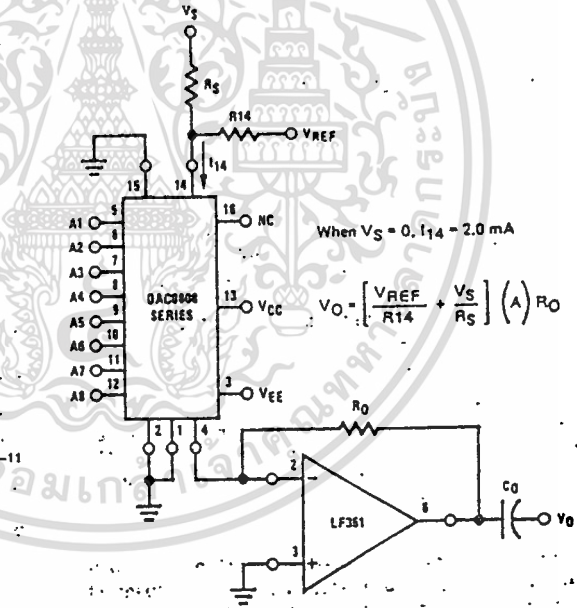 VS
RS
R14
VREF
I14
15
14
A1
5
16
NC
A2
6
A3
7
When VS = 0, I14 = 2.0 mA
A4
8
DAC0808
SERIES
13
VCC
VO = [VREF/R14 + VS/RS] (A) RO
A5
9
A6
10
A7
11
A8
12
3
VEE
2
1
4
RO
-11
2
−
LF351
6
CO
VO
3
+